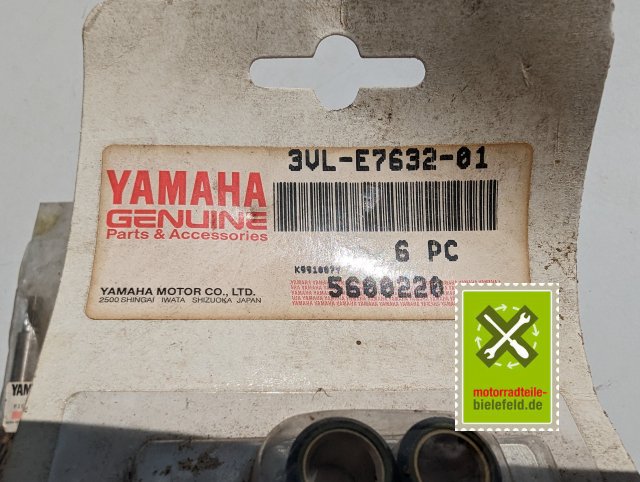 3VL-E7632-01
YAMAHA
GENUINE
Parts & Accessories
6 PC
5600220
YAMAHA MOTOR CO., LTD.
2500 SHINGAI IWATA SHIZUOKA JAPAN
motorradteile-
bielefeld.de